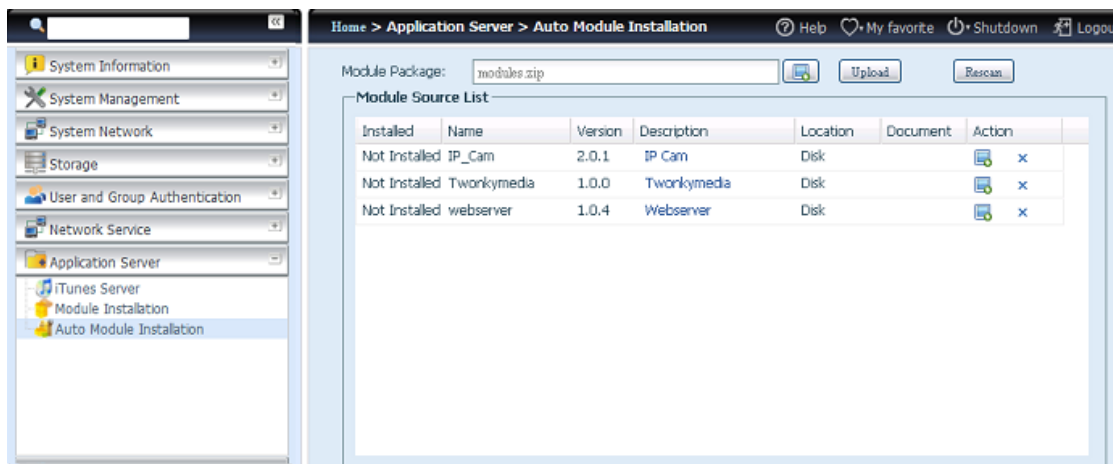 Home > Application Server > Auto Module Installation
Help My favorite Shutdown Logou
System Information
System Management
System Network
Storage
User and Group Authentication
Network Service
Application Server
iTunes Server
Module Installation
Auto Module Installation
Module Package: modules.zip Upload Rescan
Module Source List
Installed Name Version Description Location Document Action
Not Installed IP_Cam 2.0.1 IP Cam Disk
Not Installed Twonkymedia 1.0.0 Twonkymedia Disk
Not Installed webserver 1.0.4 Webserver Disk